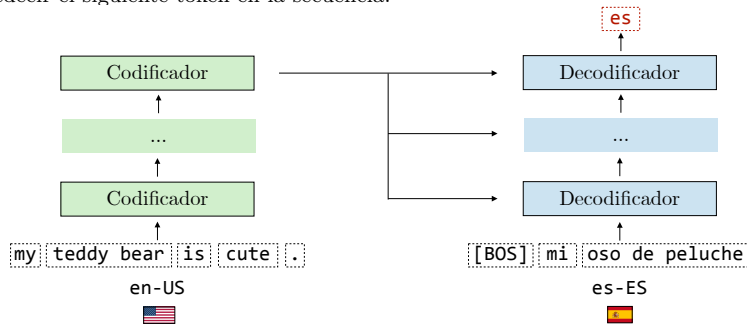 el siguiente token en la secuencia.
es
Codificador
Decodificador
...
...
Codificador
Decodificador
my teddy bear is cute .
[BOS] mi oso de peluche
en-US
es-ES